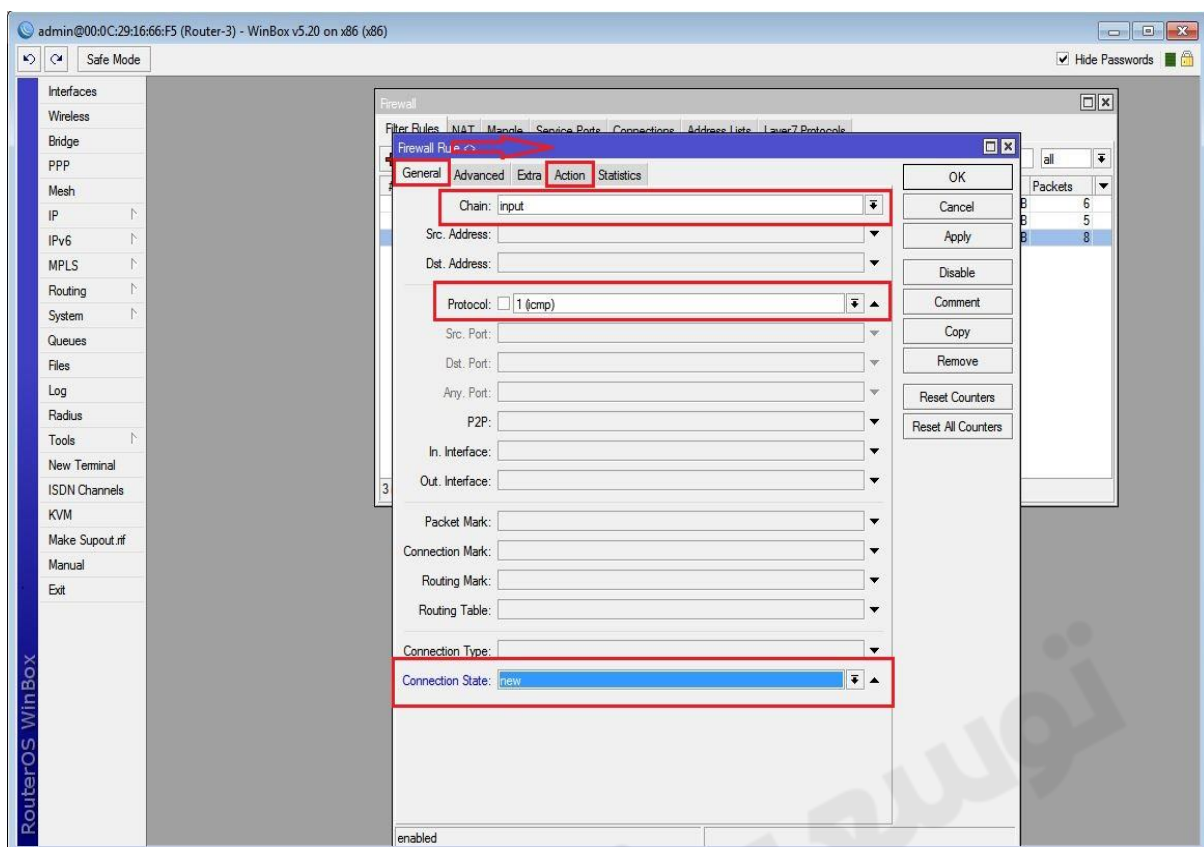 admin@00:0C:29:16:66:F5 (Router-3) - WinBox v5.20 on x86 (x86)
Safe Mode
Hide Passwords
Interfaces
Wireless
Bridge
PPP
Mesh
IP
IPv6
MPLS
Routing
System
Queues
Files
Log
Radius
Tools
New Terminal
ISDN Channels
KVM
Make Supout.rif
Manual
Exit
RouterOS WinBox
Firewall
Filter Rules NAT Mangle Service Ports Connections Address Lists Layer7 Protocols
all
Packets
B 6
B 5
B 8
3
Firewall Rule <>
General Advanced Extra Action Statistics
Chain: input
Src. Address:
Dst. Address:
Protocol: 1 (icmp)
Src. Port:
Dst. Port:
Any. Port:
P2P:
In. Interface:
Out. Interface:
Packet Mark:
Connection Mark:
Routing Mark:
Routing Table:
Connection Type:
Connection State: new
OK
Cancel
Apply
Disable
Comment
Copy
Remove
Reset Counters
Reset All Counters
enabled